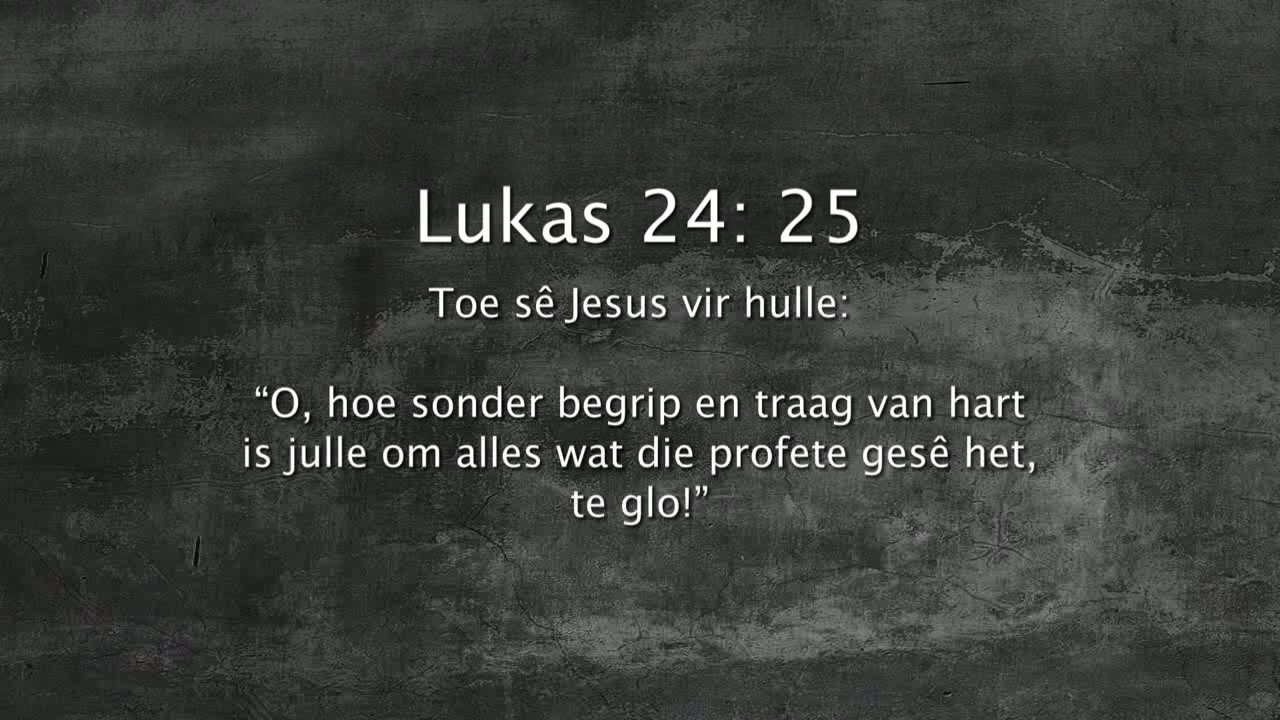 Lukas 24: 25
Toe sê Jesus vir hulle:
“O, hoe sonder begrip en traag van hart
is julle om alles wat die profete gesê het,
te glo!”